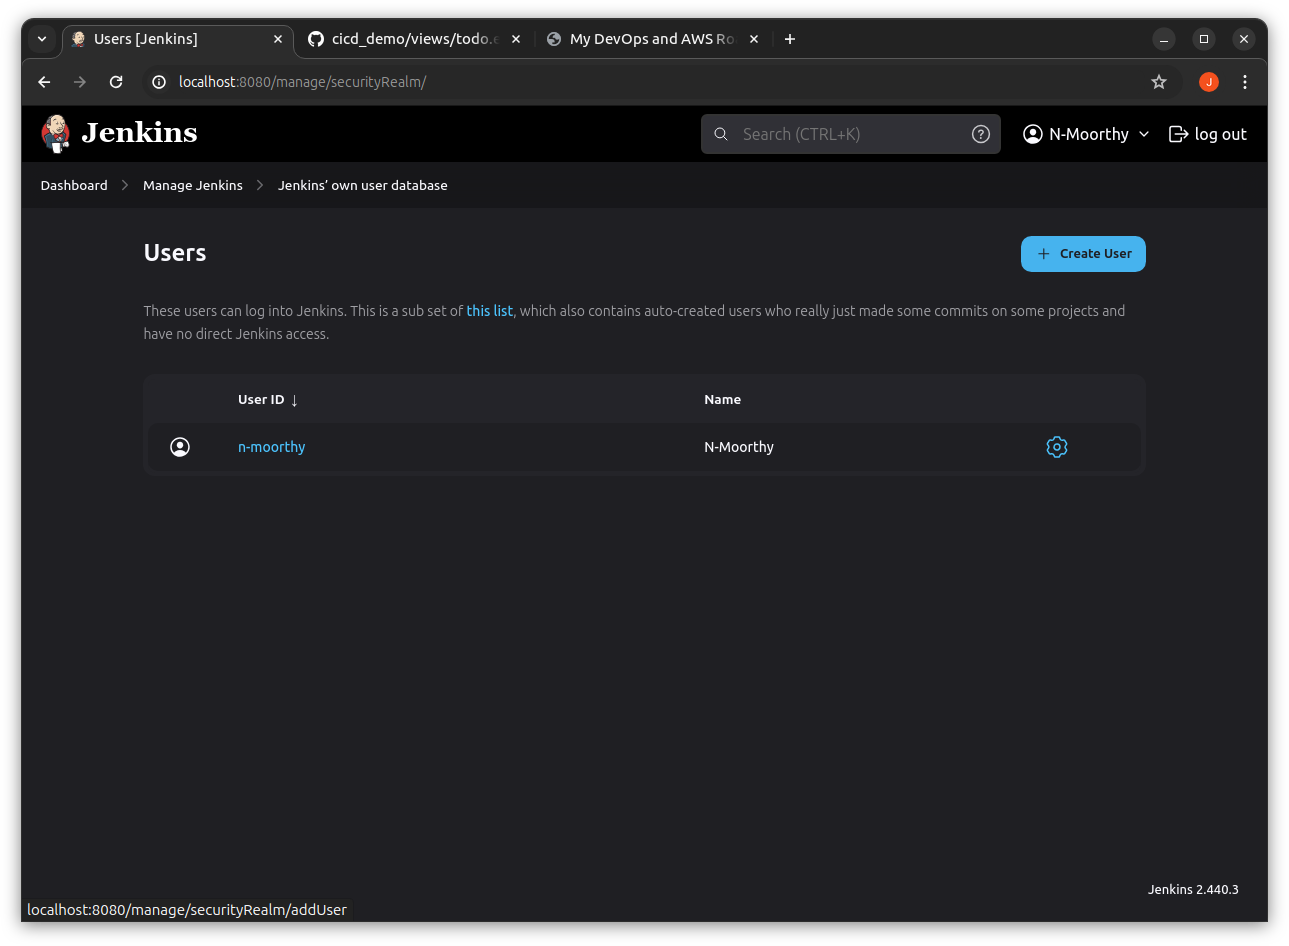 Users [Jenkins]
cicd_demo/views/todo.e
My DevOps and AWS Ro
localhost:8080/manage/securityRealm/
J
Jenkins
Search (CTRL+K)
N-Moorthy
log out
Dashboard
Manage Jenkins
Jenkins’ own user database
Users
+ Create User
These users can log into Jenkins. This is a sub set of this list, which also contains auto-created users who really just made some commits on some projects and
have no direct Jenkins access.
User ID ↓
Name
n-moorthy
N-Moorthy
Jenkins 2.440.3
localhost:8080/manage/securityRealm/addUser